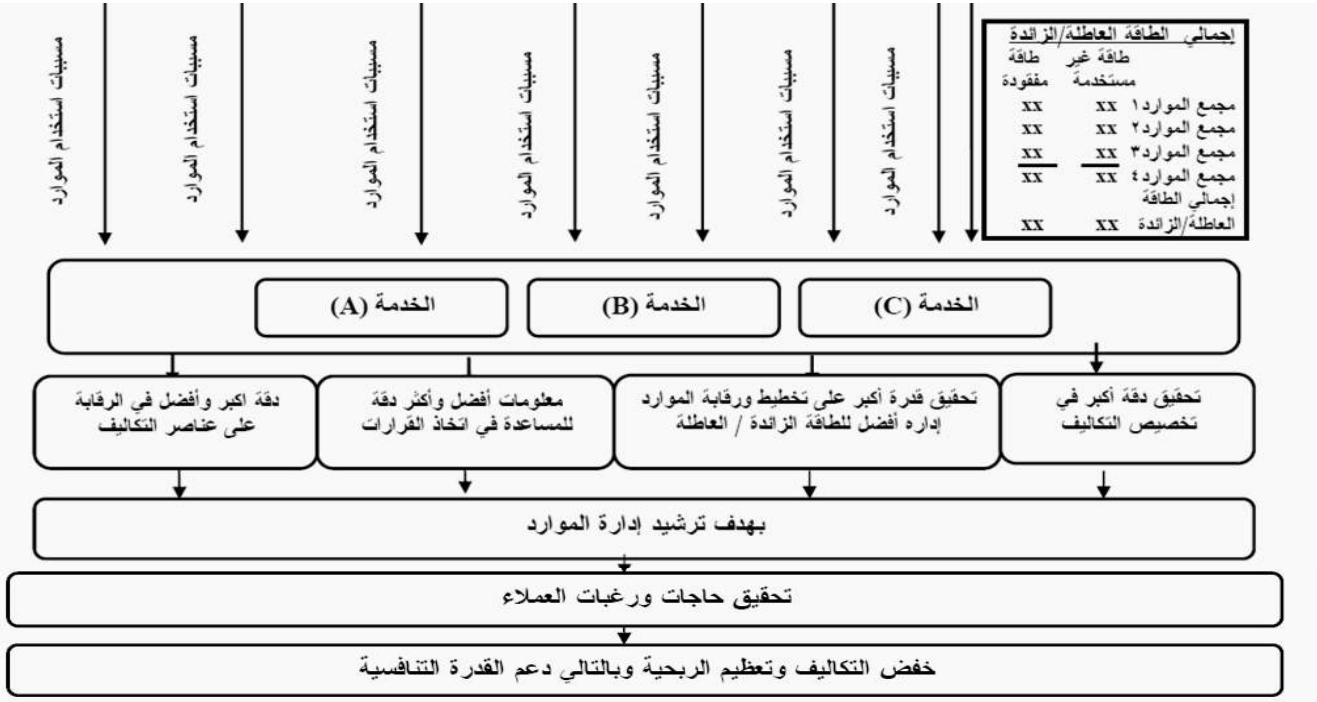 مسببات استخدام الموارد
مسببات استخدام الموارد
مسببات استخدام الموارد
مسببات استخدام الموارد
مسببات استخدام الموارد
مسببات استخدام الموارد
مسببات استخدام الموارد
إجمالي الطاقة العاطلة/الزائدة
طاقة غير طاقة
مستخدمة مفقودة
مجمع الموارد١ xx xx
مجمع الموارد٢ xx xx
مجمع الموارد٣ xx xx
مجمع الموارد٤ xx xx
إجمالي الطاقة
العاطلة/الزائدة xx xx
الخدمة (C)
الخدمة (B)
الخدمة (A)
تحقيق دقة أكبر في
تخصيص التكاليف
تحقيق قدرة أكبر على تخطيط ورقابة الموارد
إداره أفضل للطاقة الزائدة / العاطلة
معلومات أفضل وأكثر دقة
للمساعدة في اتخاذ القرارات
دقة اكبر وأفضل في الرقابة
على عناصر التكاليف
بهدف ترشيد إدارة الموارد
تحقيق حاجات ورغبات العملاء
خفض التكاليف وتعظيم الربحية وبالتالي دعم القدرة التنافسية